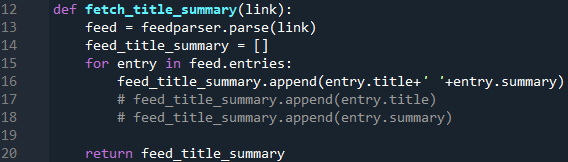 12 def fetch_title_summary(link):
13     feed = feedparser.parse(link)
14     feed_title_summary = []
15     for entry in feed.entries:
16         feed_title_summary.append(entry.title+' '+entry.summary)
17         # feed_title_summary.append(entry.title)
18         # feed_title_summary.append(entry.summary)
19
20     return feed_title_summary